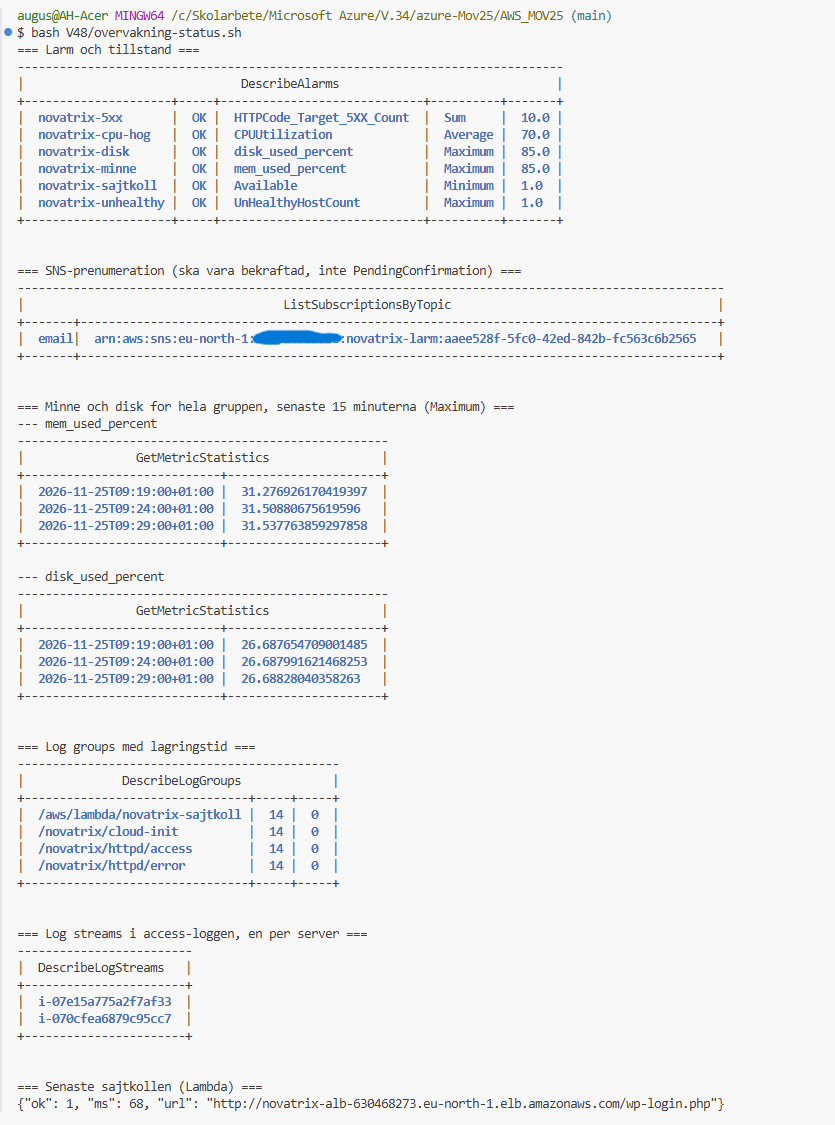 augus@AH-Acer MINGW64 /c/Skolarbete/Microsoft Azure/V.34/azure-Mov25/AWS_MOV25 (main)
$ bash V48/overvakning-status.sh
=== Larm och tillstand ===
-----------------------------------------------------------------------
| DescribeAlarms |
+--------------------+-----+---------------------------+---------+------+
| novatrix-5xx | OK | HTTPCode_Target_5XX_Count | Sum | 10.0 |
| novatrix-cpu-hog | OK | CPUUtilization | Average | 70.0 |
| novatrix-disk | OK | disk_used_percent | Maximum | 85.0 |
| novatrix-minne | OK | mem_used_percent | Maximum | 85.0 |
| novatrix-sajtkoll | OK | Available | Minimum | 1.0 |
| novatrix-unhealthy | OK | UnHealthyHostCount | Maximum | 1.0 |
+--------------------+-----+---------------------------+---------+------+
=== SNS-prenumeration (ska vara bekraftad, inte PendingConfirmation) ===
-------------------------------------------------------------------------------------------
| ListSubscriptionsByTopic |
+-------+-----------------------------------------------------------------------------------+
| email| arn:aws:sns:eu-north-1: :novatrix-larm:aaee528f-5fc0-42ed-842b-fc563c6b2565 |
+-------+-----------------------------------------------------------------------------------+
=== Minne och disk for hela gruppen, senaste 15 minuterna (Maximum) ===
--- mem_used_percent
-----------------------------------------------
| GetMetricStatistics |
+---------------------------+--------------------+
| 2026-11-25T09:19:00+01:00 | 31.276926170419397 |
| 2026-11-25T09:24:00+01:00 | 31.50880675619596 |
| 2026-11-25T09:29:00+01:00 | 31.537763859297858 |
+---------------------------+--------------------+
--- disk_used_percent
-----------------------------------------------
| GetMetricStatistics |
+---------------------------+--------------------+
| 2026-11-25T09:19:00+01:00 | 26.687654709001485 |
| 2026-11-25T09:24:00+01:00 | 26.687991621468253 |
| 2026-11-25T09:29:00+01:00 | 26.68828040358263 |
+---------------------------+--------------------+
=== Log groups med lagringstid ===
-----------------------------------------
| DescribeLogGroups |
+-----------------------------+-----+-----+
| /aws/lambda/novatrix-sajtkoll | 14 | 0 |
| /novatrix/cloud-init | 14 | 0 |
| /novatrix/httpd/access | 14 | 0 |
| /novatrix/httpd/error | 14 | 0 |
+-----------------------------+-----+-----+
=== Log streams i access-loggen, en per server ===
-----------------------
| DescribeLogStreams |
+---------------------+
| i-07e15a775a2f7af33 |
| i-070cfea6879c95cc7 |
+---------------------+
=== Senaste sajtkollen (Lambda) ===
{"ok": 1, "ms": 68, "url": "http://novatrix-alb-630468273.eu-north-1.elb.amazonaws.com/wp-login.php"}